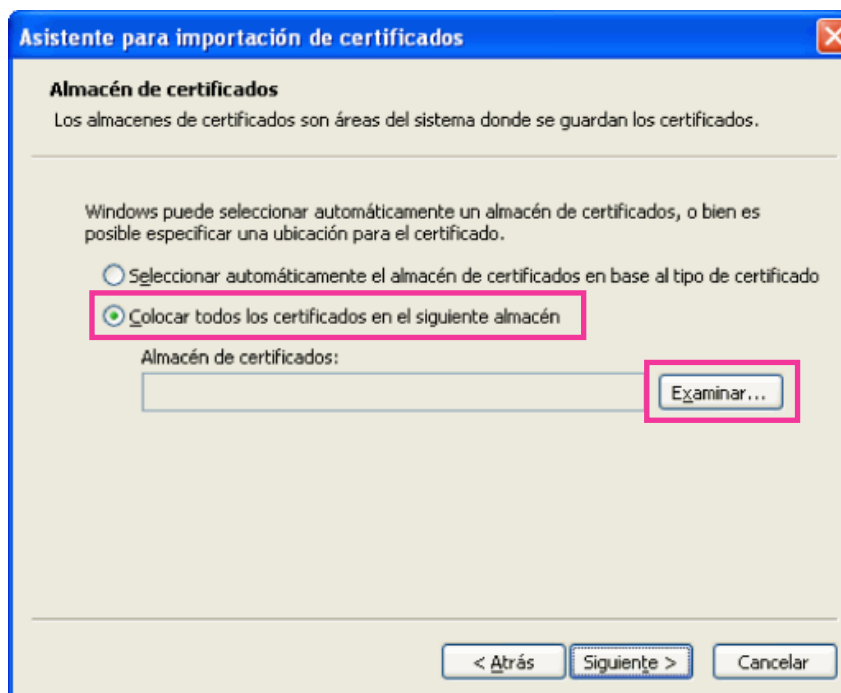 Asistente para importación de certificados
Almacén de certificados
Los almacenes de certificados son áreas del sistema donde se guardan los certificados.
Windows puede seleccionar automáticamente un almacén de certificados, o bien es
posible especificar una ubicación para el certificado.
Seleccionar automáticamente el almacén de certificados en base al tipo de certificado
Colocar todos los certificados en el siguiente almacén
Almacén de certificados:
Examinar...
< Atrás
Siguiente >
Cancelar